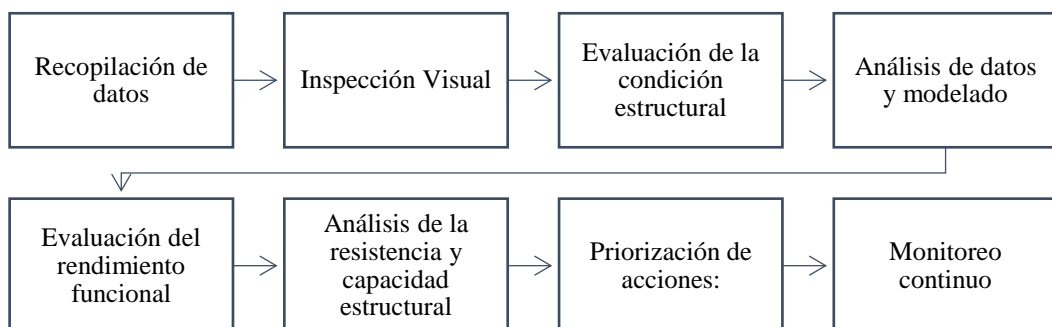 Recopilación de
datos
Inspección Visual
Evaluación de la
condición
estructural
Análisis de datos
y modelado
Evaluación del
rendimiento
funcional
Análisis de la
resistencia y
capacidad
estructural
Priorización de
acciones:
Monitoreo
continuo